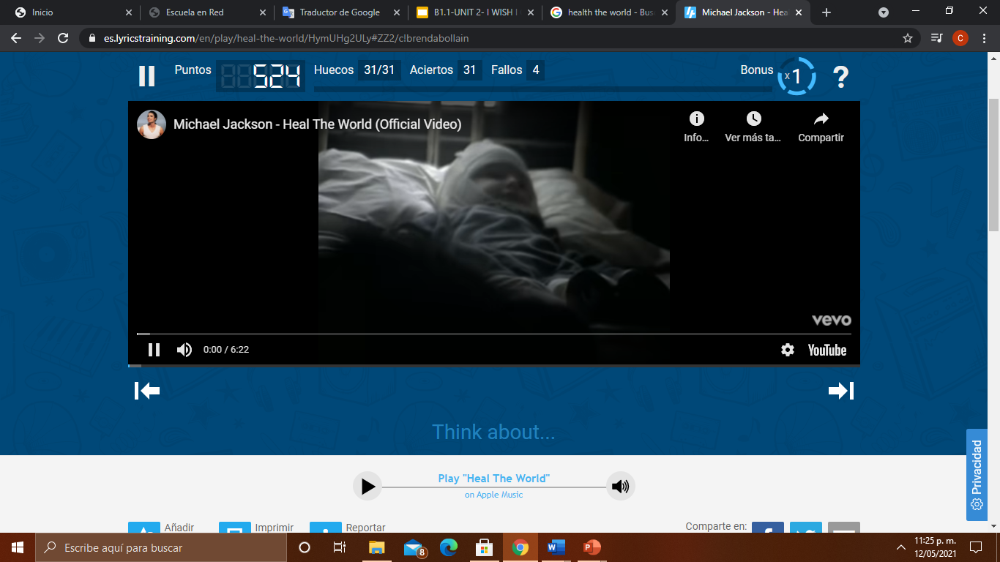 Inicio
Escuela en Red
Traductor de Google
B1.1-UNIT 2- I WISH I
health the world - Bus
Michael Jackson - Hea
es.lyricstraining.com/en/play/heal-the-world/HymUHg2ULy#ZZ2/c!brendabollain
C
Puntos 524 Huecos 31/31 Aciertos 31 Fallos 4 Bonus x1 ?
Michael Jackson - Heal The World (Official Video)
Info... Ver más ta... Compartir
vevo
0:00 / 6:22
YouTube
Think about...
Privacidad
Play "Heal The World"
on Apple Music
Añadir Imprimir Reportar Comparte en:
Escribe aquí para buscar
8
11:25 p. m.
12/05/2021